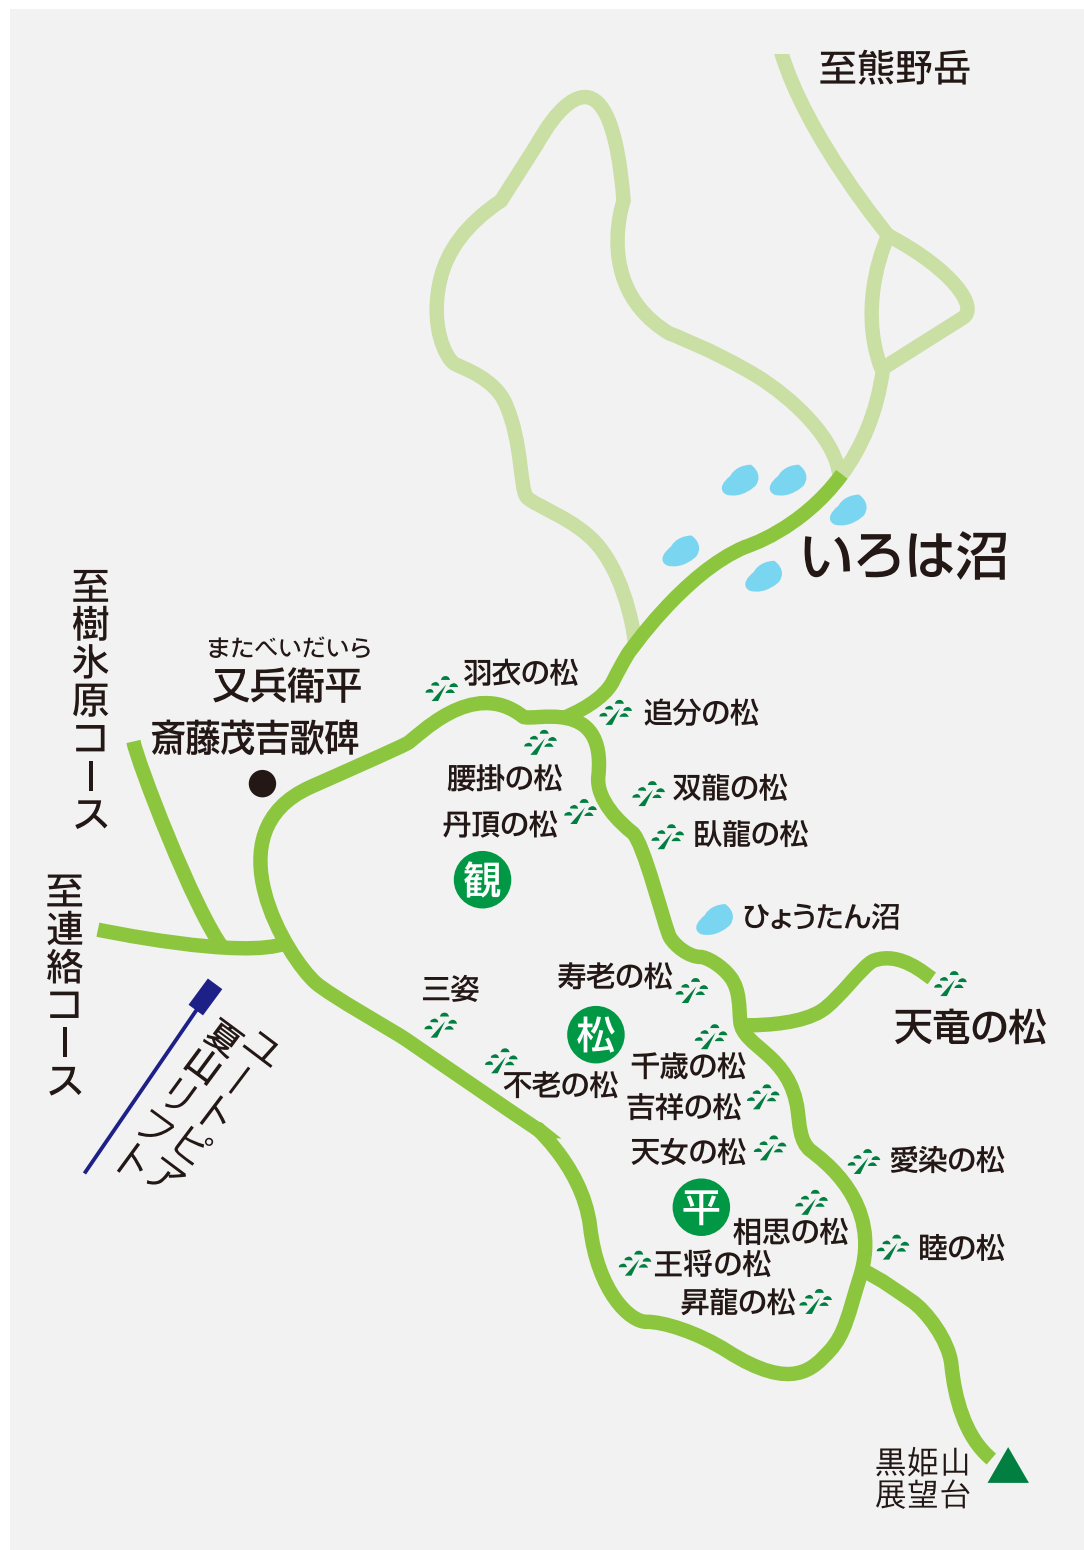 至熊野岳
いろは沼
至樹氷原コース
またべいだいら
又兵衛平
斎藤茂吉歌碑
羽衣の松
追分の松
腰掛の松
双龍の松
丹頂の松
臥龍の松
観
至連絡コース
ひょうたん沼
寿老の松
三姿
松
天竜の松
千歳の松
不老の松
吉祥の松
ユートピア
夏山リフト
天女の松
愛染の松
平
相思の松
睦の松
王将の松
昇龍の松
黒姫山
展望台